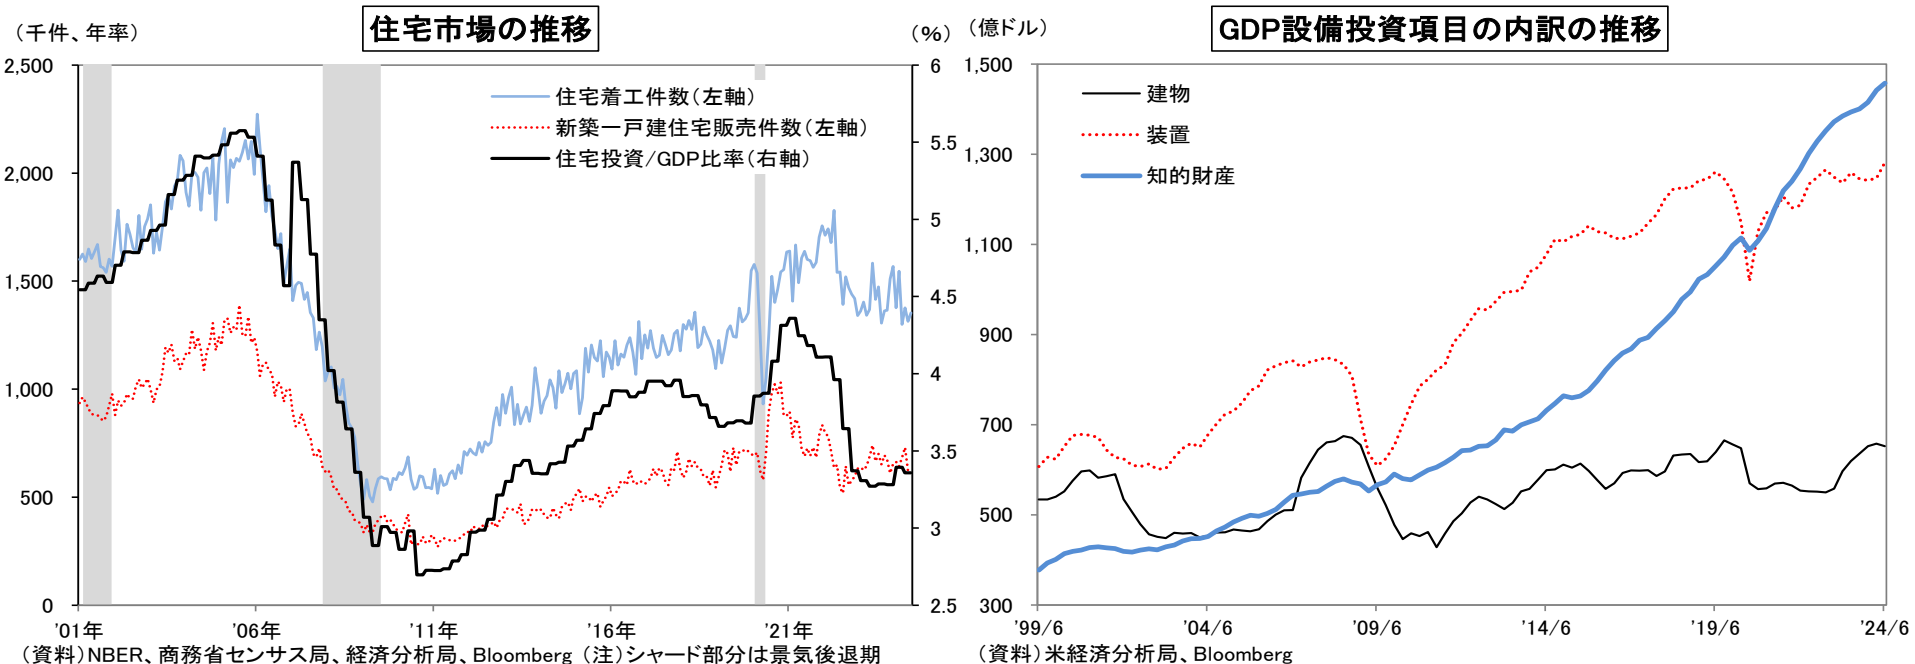 住宅市場の推移
（千件、年率）
（%）
2,500
2,000
1,500
1,000
500
0
6
5.5
5
4.5
4
3.5
3
2.5
住宅着工件数（左軸）
新築一戸建住宅販売件数（左軸）
住宅投資/GDP比率（右軸）
'01年
'06年
'11年
'16年
'21年
（資料）NBER、商務省センサス局、経済分析局、Bloomberg （注）シャード部分は景気後退期
GDP設備投資項目の内訳の推移
（億ドル）
1,500
1,300
1,100
900
700
500
300
建物
装置
知的財産
'99/6
'04/6
'09/6
'14/6
'19/6
'24/6
（資料）米経済分析局、Bloomberg